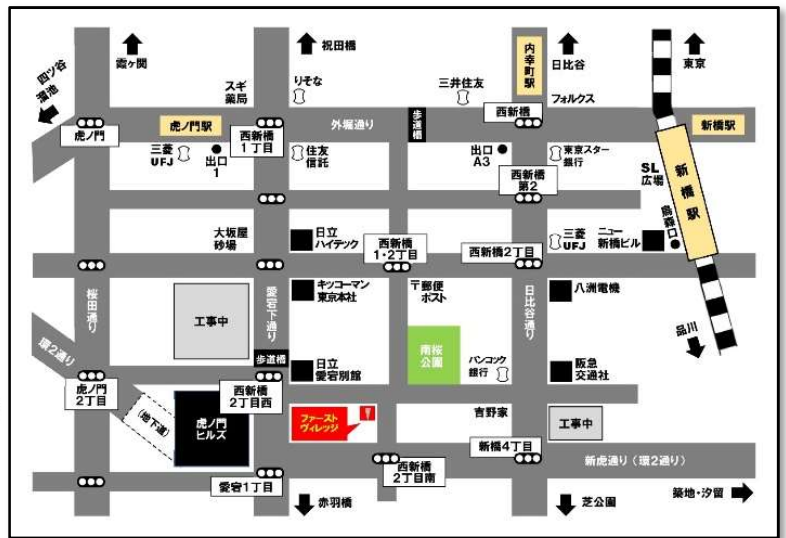 四ツ谷
溜池
霞ヶ関
祝田橋
内幸町駅
日比谷
東京
スギ
薬局
りそな
三井住友
フォルクス
虎ノ門
虎ノ門駅
西新橋
1丁目
外堀通り
歩道橋
西新橋
新橋駅
三菱
UFJ
出口
1
住友
信託
出口
A3
東京スター
銀行
西新橋
第2
SL
広場
新橋駅
烏森口
大坂屋
砂場
日立
ハイテック
西新橋
1・2丁目
西新橋2丁目
三菱
UFJ
ニュー
新橋ビル
桜田通り
工事中
愛宕下通り
キッコーマン
東京本社
〒郵便
ポスト
日比谷通り
八洲電機
品川
環2通り
歩道橋
日立
愛宕別館
南桜
公園
バンコック
銀行
阪急
交通社
虎ノ門
2丁目
(地下道)
虎ノ門
ヒルズ
西新橋
2丁目西
ファースト
ヴィレッジ
吉野家
工事中
新橋4丁目
新虎通り(環2通り)
愛宕1丁目
西新橋
2丁目南
赤羽橋
芝公園
築地・汐留